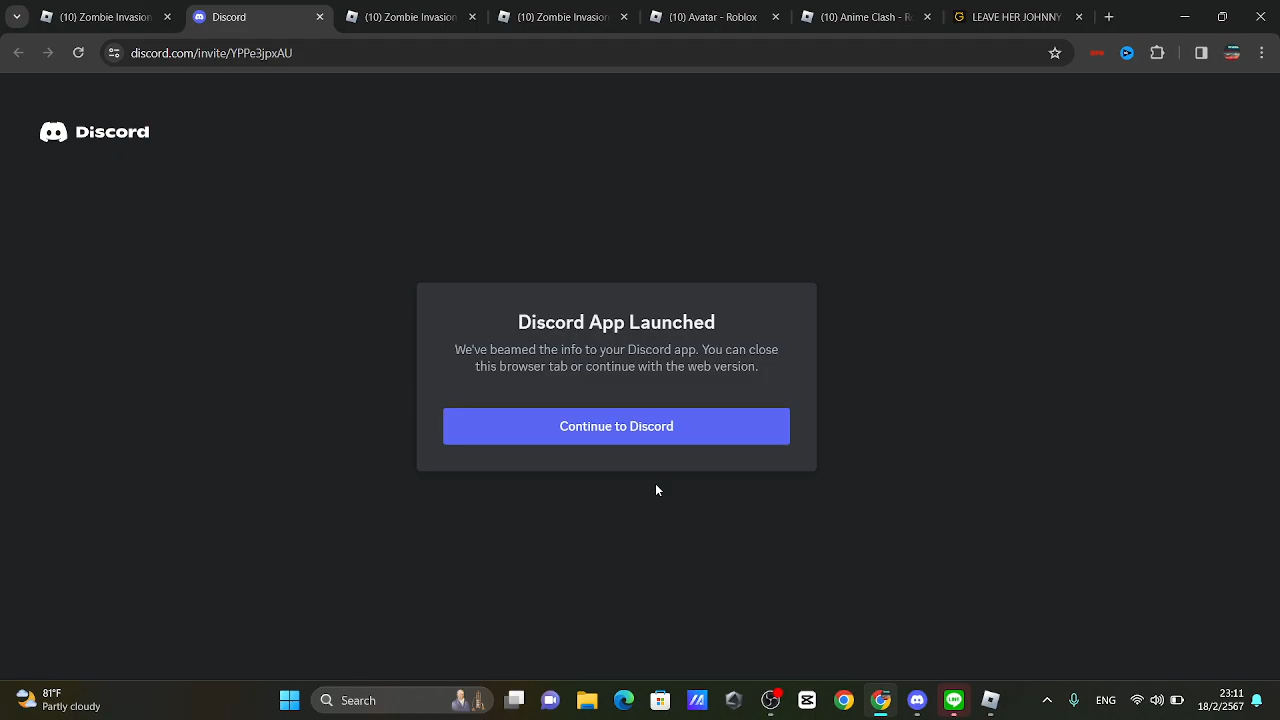 (10) Zombie Invasion
Discord
(10) Zombie Invasion
(10) Zombie Invasion
(10) Avatar - Roblox
(10) Anime Clash - R
LEAVE HER JOHNNY
discord.com/invite/YPPe3jpxAU
Discord
Discord App Launched
We've beamed the info to your Discord app. You can close
this browser tab or continue with the web version.
Continue to Discord
81°F
Partly cloudy
Search
ENG
23:11
18/2/2567